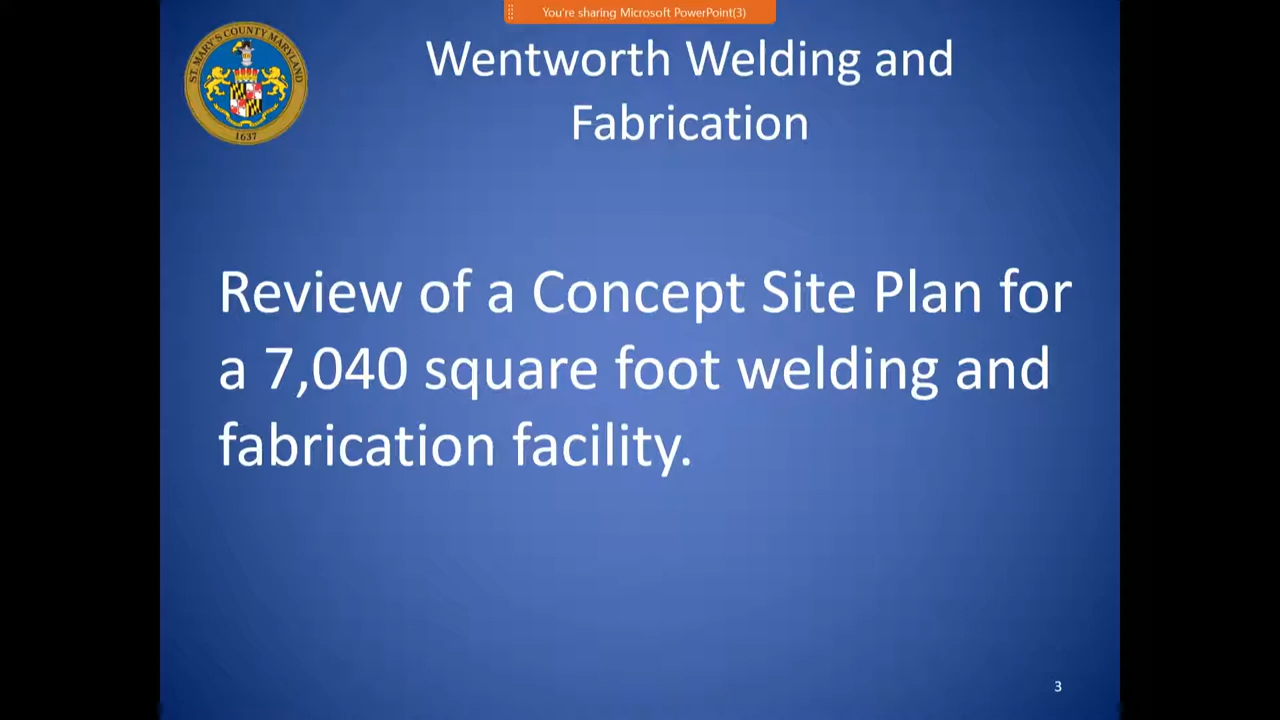 You're sharing Microsoft PowerPoint(3)
ST. MARY'S COUNTY MARYLAND
1637
Wentworth Welding and
Fabrication
Review of a Concept Site Plan for
a 7,040 square foot welding and
fabrication facility.
3